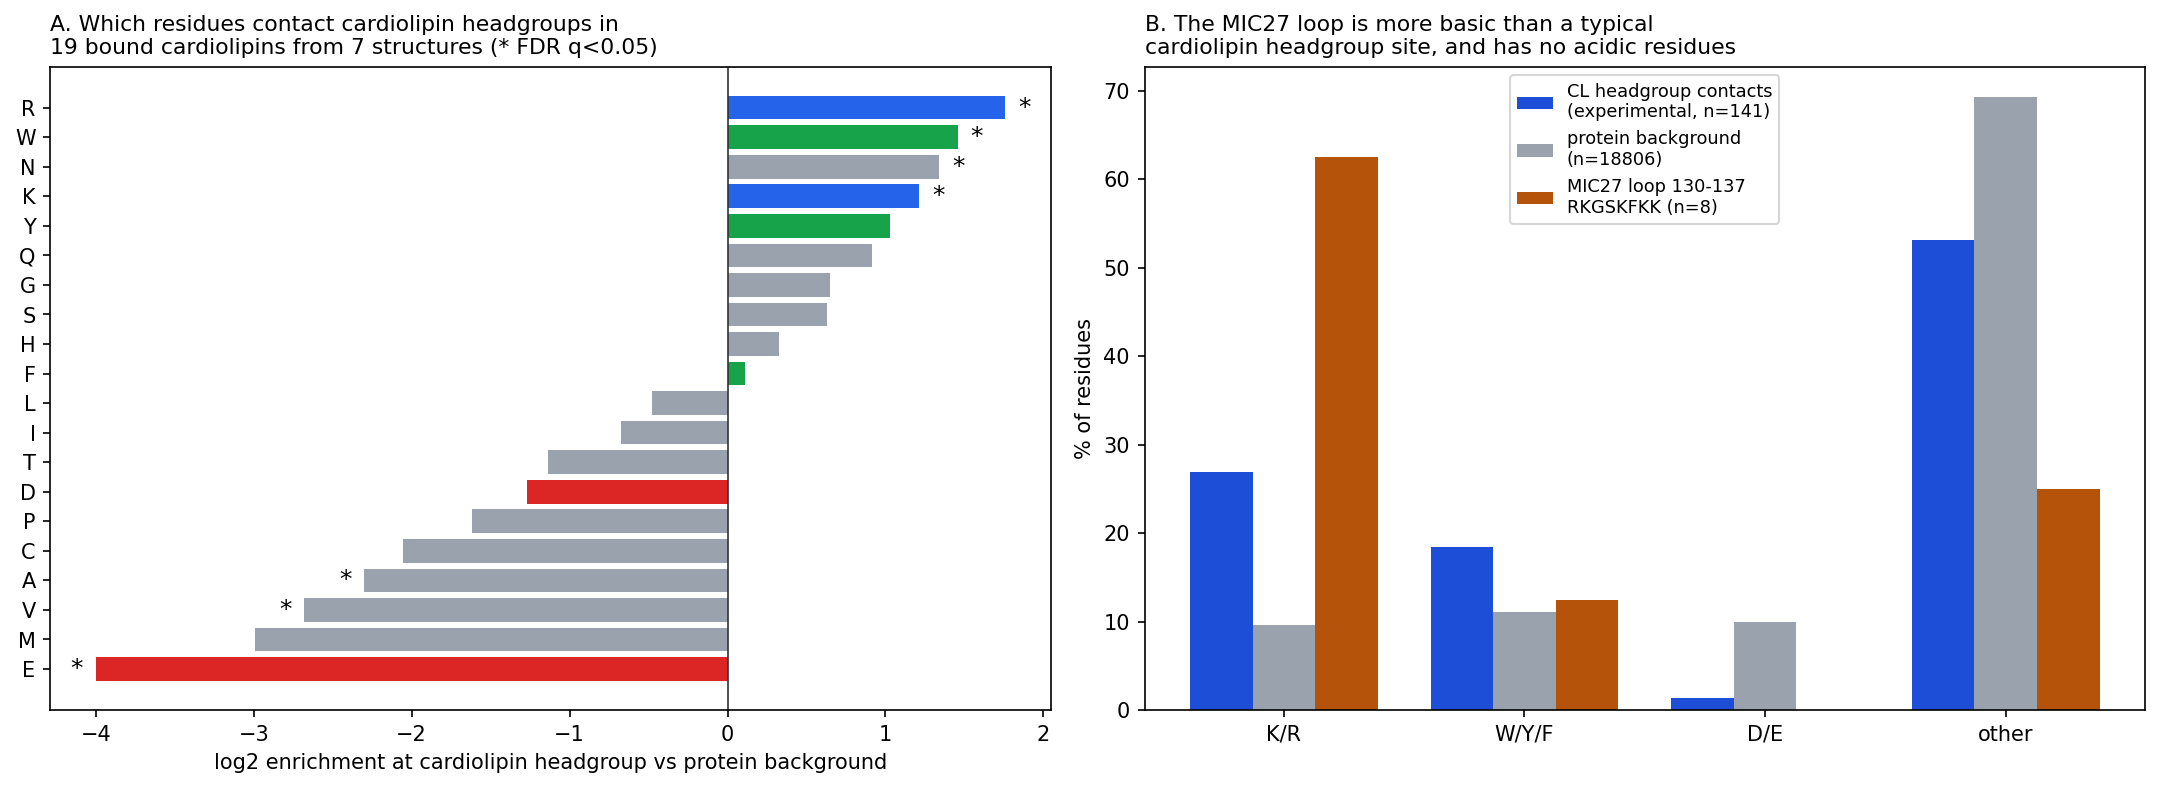 A. Which residues contact cardiolipin headgroups in
19 bound cardiolipins from 7 structures (* FDR q<0.05)
R
W
N
K
Y
Q
G
S
H
F
L
I
T
D
P
C
A
V
M
E
*
*
*
*
*
*
*
−4
−3
−2
−1
0
1
2
log2 enrichment at cardiolipin headgroup vs protein background
B. The MIC27 loop is more basic than a typical
cardiolipin headgroup site, and has no acidic residues
CL headgroup contacts
(experimental, n=141)
protein background
(n=18806)
MIC27 loop 130-137
RKGSKFKK (n=8)
% of residues
70
60
50
40
30
20
10
0
K/R
W/Y/F
D/E
other